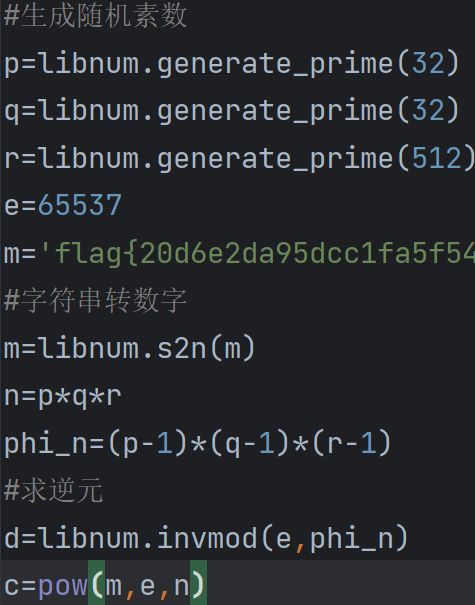 #生成随机素数
p=libnum.generate_prime(32)
q=libnum.generate_prime(32)
r=libnum.generate_prime(512)
e=65537
m='flag{20d6e2da95dcc1fa5f54
#字符串转数字
m=libnum.s2n(m)
n=p*q*r
phi_n=(p-1)*(q-1)*(r-1)
#求逆元
d=libnum.invmod(e,phi_n)
c=pow(m,e,n)